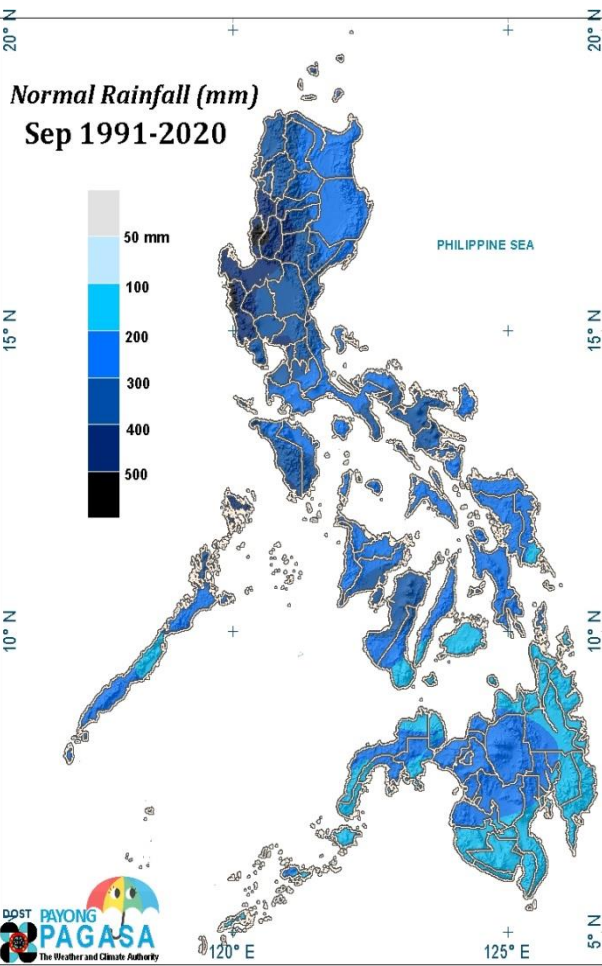 20° N
20° N
Normal Rainfall (mm)
Sep 1991-2020
50 mm
100
200
300
400
500
PHILIPPINE SEA
15° N
15° N
10° N
10° N
5° N
120° E
125° E
DOST
PAYONG
PAGASA
The Weather and Climate Authority